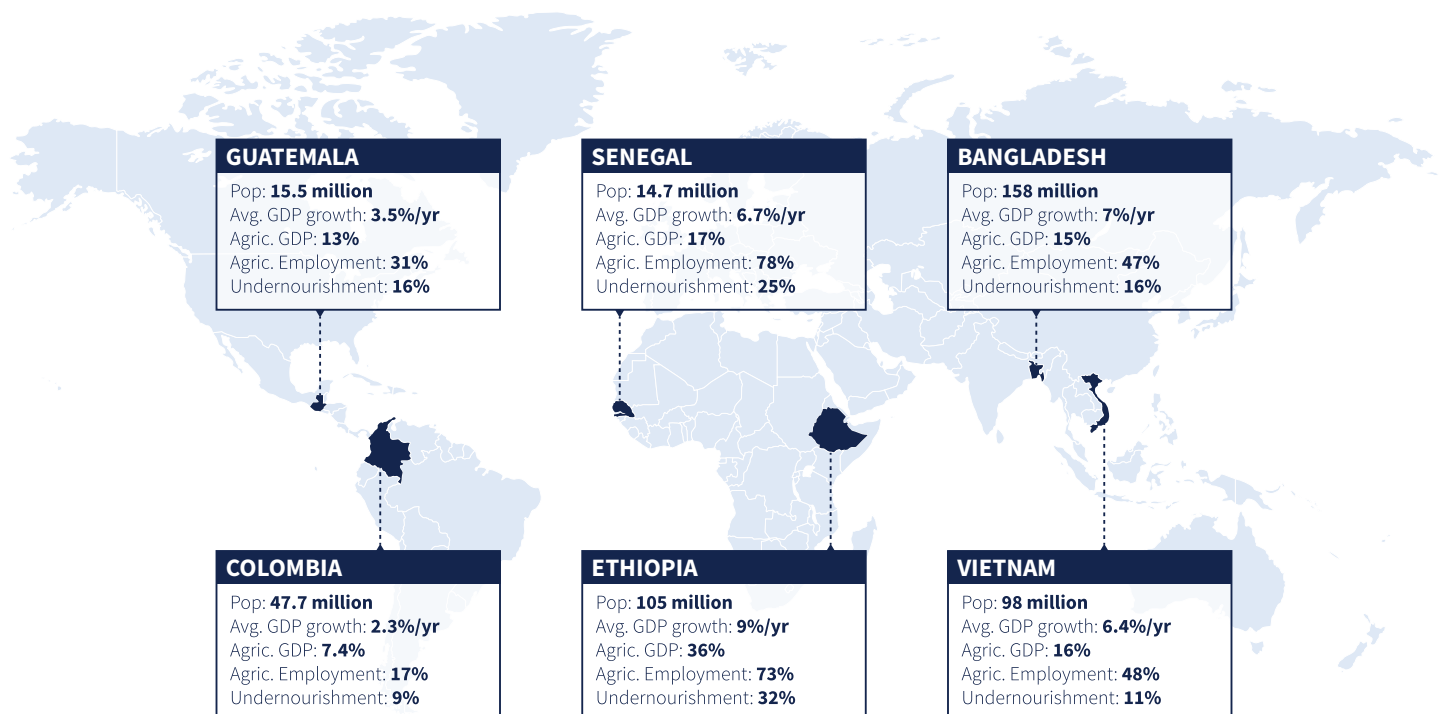 GUATEMALA
Pop: 15.5 million
Avg. GDP growth: 3.5%/yr
Agric. GDP: 13%
Agric. Employment: 31%
Undernourishment: 16%
SENEGAL
Pop: 14.7 million
Avg. GDP growth: 6.7%/yr
Agric. GDP: 17%
Agric. Employment: 78%
Undernourishment: 25%
BANGLADESH
Pop: 158 million
Avg. GDP growth: 7%/yr
Agric. GDP: 15%
Agric. Employment: 47%
Undernourishment: 16%
COLOMBIA
Pop: 47.7 million
Avg. GDP growth: 2.3%/yr
Agric. GDP: 7.4%
Agric. Employment: 17%
Undernourishment: 9%
ETHIOPIA
Pop: 105 million
Avg. GDP growth: 9%/yr
Agric. GDP: 36%
Agric. Employment: 73%
Undernourishment: 32%
VIETNAM
Pop: 98 million
Avg. GDP growth: 6.4%/yr
Agric. GDP: 16%
Agric. Employment: 48%
Undernourishment: 11%